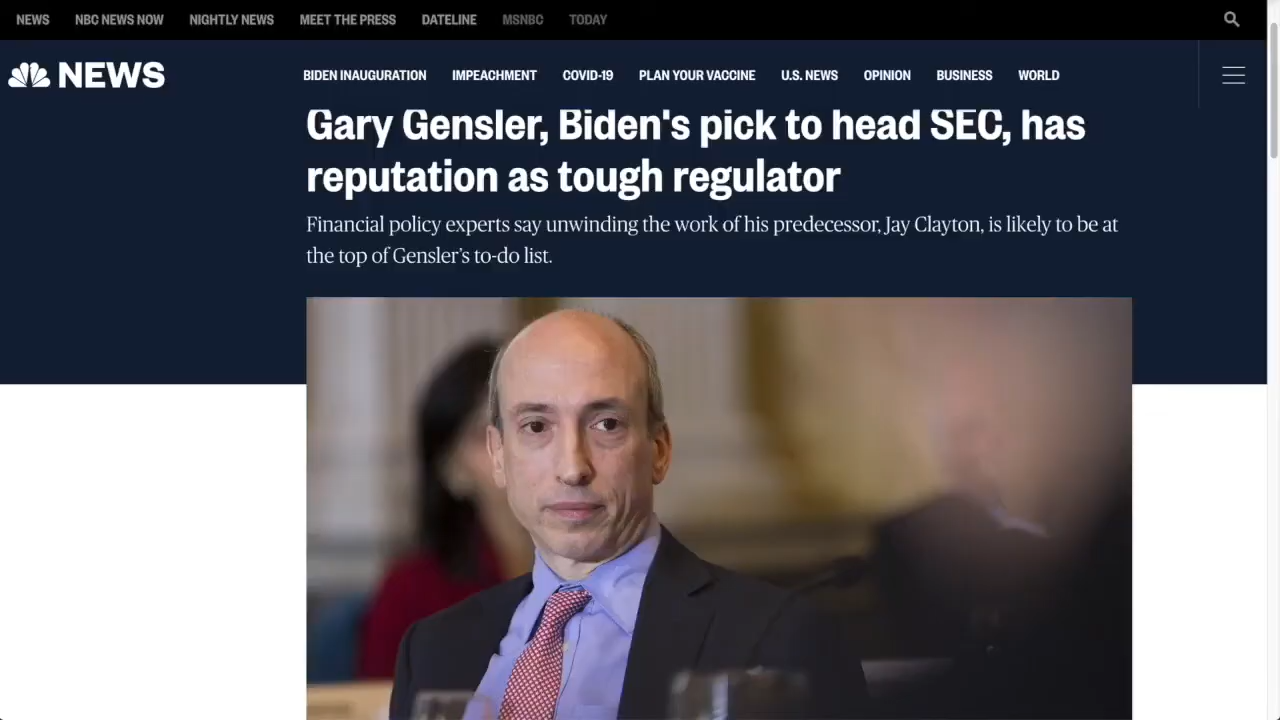 NEWS NBC NEWS NOW NIGHTLY NEWS MEET THE PRESS DATELINE MSNBC TODAY
NEWS BIDEN INAUGURATION IMPEACHMENT COVID-19 PLAN YOUR VACCINE U.S. NEWS OPINION BUSINESS WORLD
Gary Gensler, Biden's pick to head SEC, has
reputation as tough regulator
Financial policy experts say unwinding the work of his predecessor, Jay Clayton, is likely to be at
the top of Gensler’s to-do list.